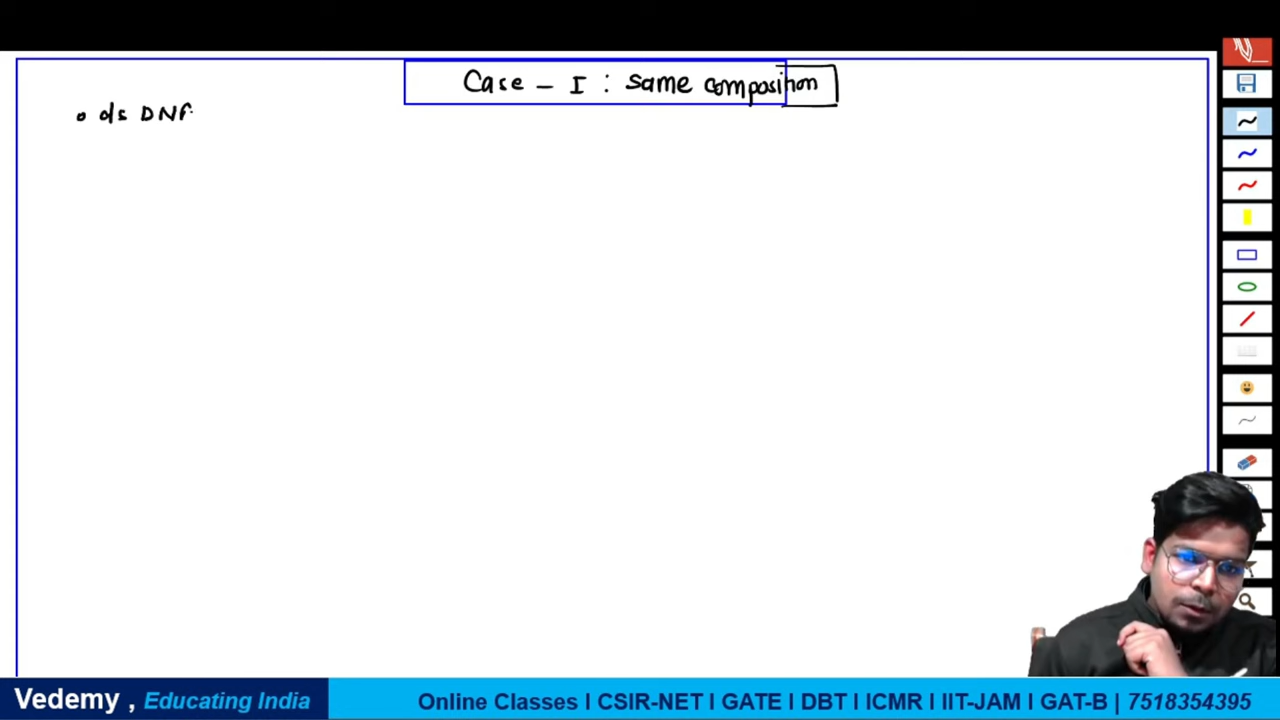 Case - I : same composition
• ds DNA
Vedemy , Educating India
Online Classes I CSIR-NET I GATE I DBT I ICMR I IIT-JAM I GAT-B | 7518354395